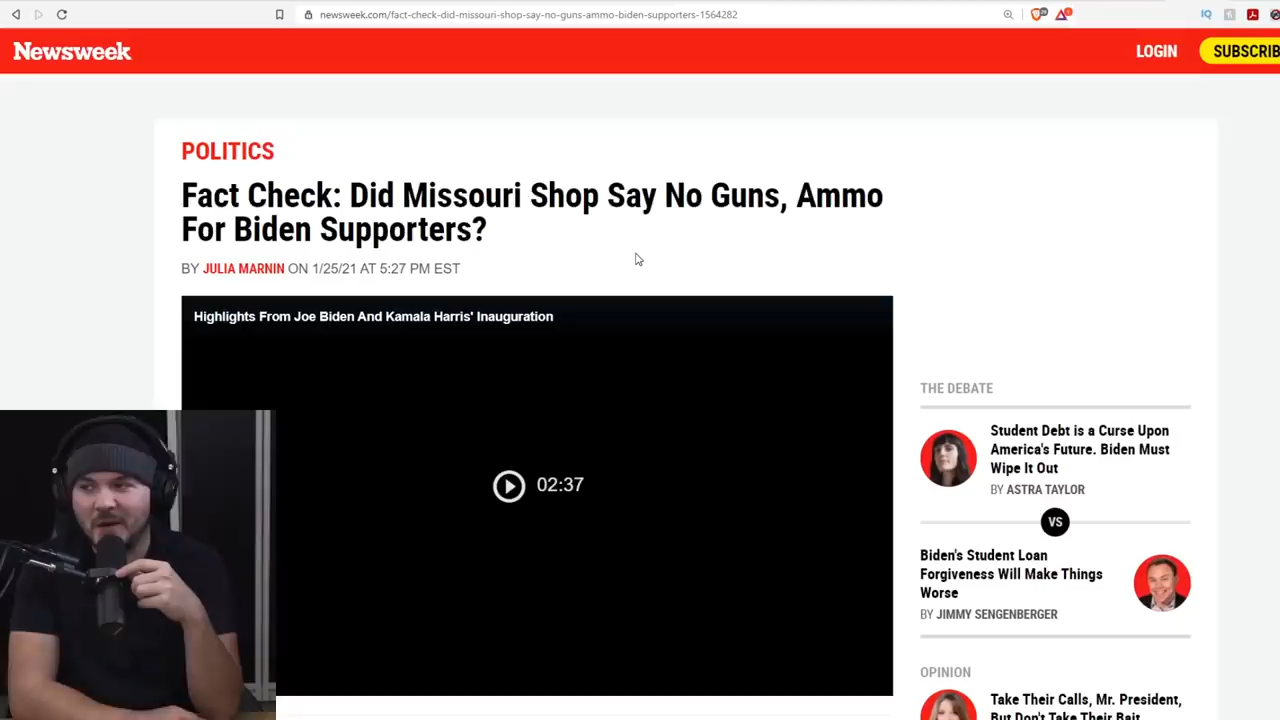 newsweek.com/fact-check-did-missouri-shop-say-no-guns-ammo-biden-supporters-1564282
Newsweek
LOGIN
SUBSCRIB
POLITICS
Fact Check: Did Missouri Shop Say No Guns, Ammo
For Biden Supporters?
BY JULIA MARNIN ON 1/25/21 AT 5:27 PM EST
Highlights From Joe Biden And Kamala Harris' Inauguration
02:37
THE DEBATE
Student Debt is a Curse Upon
America's Future. Biden Must
Wipe It Out
BY ASTRA TAYLOR
VS
Biden's Student Loan
Forgiveness Will Make Things
Worse
BY JIMMY SENGENBERGER
OPINION
Take Their Calls, Mr. President,
But Don't Take Their Bait